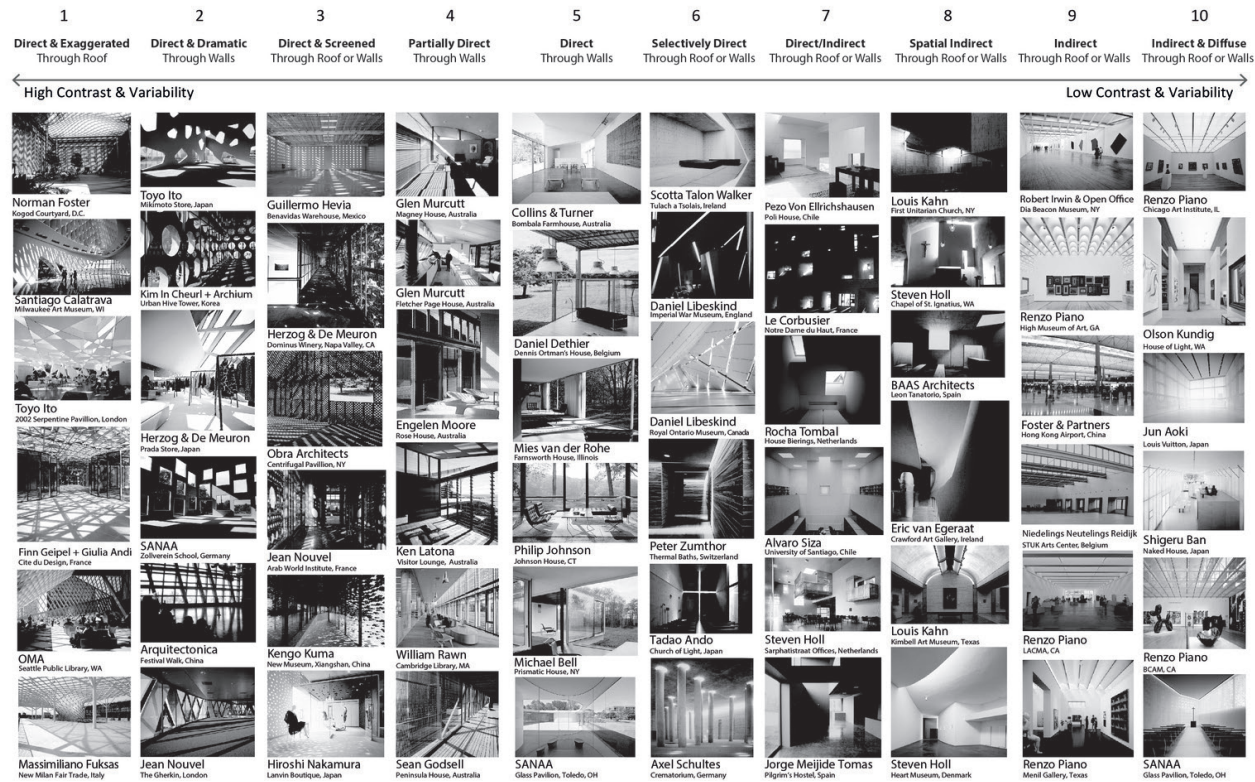 1
Direct & Exaggerated
Through Roof
2
Direct & Dramatic
Through Walls
3
Direct & Screened
Through Roof or Walls
4
Partially Direct
Through Walls
5
Direct
Through Walls
6
Selectively Direct
Through Roof or Walls
7
Direct/Indirect
Through Roof or Walls
8
Spatial Indirect
Through Roof or Walls
9
Indirect
Through Roof or Walls
10
Indirect & Diffuse
Through Roof or Walls
High Contrast & Variability
Low Contrast & Variability
Norman Foster
Kogod Courtyard, D.C.
Santiago Calatrava
Milwaukee Art Museum, WI
Toyo Ito
2002 Serpentine Pavillion, London
Finn Geipel + Giulia Andi
Cite du Design, France
OMA
Seattle Public Library, WA
Massimiliano Fuksas
New Milan Fair Trade, Italy
Toyo Ito
Mikimoto Store, Japan
Kim In Cheurl + Archium
Urban Hive Tower, Korea
Herzog & De Meuron
Prada Store, Japan
SANAA
Zollverein School, Germany
Arquitectonica
Festival Walk, China
Jean Nouvel
The Gherkin, London
Guillermo Hevia
Benavidas Warehouse, Mexico
Herzog & De Meuron
Dominus Winery, Napa Valley, CA
Obra Architects
Centrifugal Pavillion, NY
Jean Nouvel
Arab World Institute, France
Kengo Kuma
New Museum, Xiangshan, China
Hiroshi Nakamura
Lanvin Boutique, Japan
Glen Murcutt
Magney House, Australia
Glen Murcutt
Fletcher Page House, Australia
Engelen Moore
Rose House, Australia
Ken Latona
Visitor Lounge, Australia
William Rawn
Cambridge Library, MA
Sean Godsell
Peninsula House, Australia
Collins & Turner
Bombala Farmhouse, Australia
Daniel Dethier
Dennis Ortman's House, Belgium
Mies van der Rohe
Farnsworth House, Illinois
Philip Johnson
Johnson House, CT
Michael Bell
Prismatic House, NY
SANAA
Glass Pavilion, Toledo, OH
Scotta Talon Walker
Tulach a Tsolais, Ireland
Daniel Libeskind
Imperial War Museum, England
Daniel Libeskind
Royal Ontario Museum, Canada
Peter Zumthor
Thermal Baths, Switzerland
Tadao Ando
Church of Light, Japan
Axel Schultes
Crematorium, Germany
Pezo Von Ellrichshausen
Poli House, Chile
Le Corbusier
Notre Dame du Haut, France
Rocha Tombal
House Bierings, Netherlands
Alvaro Siza
University of Santiago, Chile
Steven Holl
Sarphatistraat Offices, Netherlands
Jorge Meijide Tomas
Pilgrim's Hostel, Spain
Louis Kahn
First Unitarian Church, NY
Steven Holl
Chapel of St. Ignatius, WA
BAAS Architects
Leon Tanatorio, Spain
Eric van Egeraat
Crawford Art Gallery, Ireland
Louis Kahn
Kimbell Art Museum, Texas
Steven Holl
Heart Museum, Denmark
Robert Irwin & Open Office
Dia Beacon Museum, NY
Renzo Piano
High Museum of Art, GA
Foster & Partners
Hong Kong Airport, China
Niedelings Neutelings Reidijk
STUK Arts Center, Belgium
Renzo Piano
LACMA, CA
Renzo Piano
Menil Gallery, Texas
Renzo Piano
Chicago Art Institute, IL
Olson Kundig
House of Light, WA
Jun Aoki
Louis Vuitton, Japan
Shigeru Ban
Naked House, Japan
Renzo Piano
BCAM, CA
SANAA
Glass Pavilion, Toledo, OH